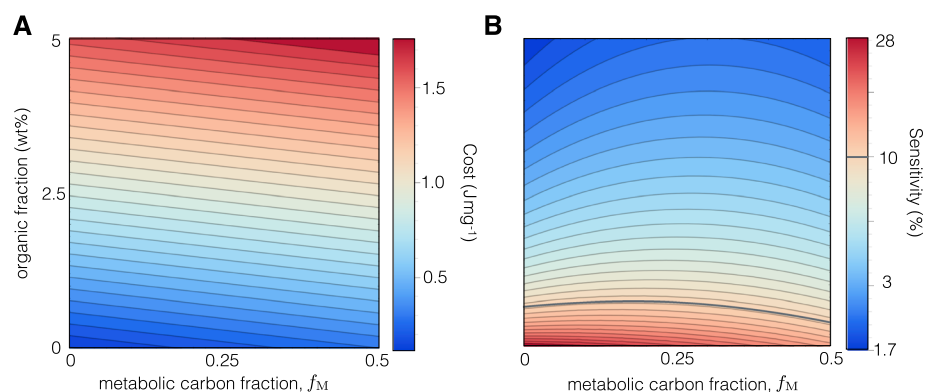 A
5
2.5
0
organic fraction (wt%)
0
0.25
0.5
metabolic carbon fraction, fM
1.5
1.0
0.5
Cost (Jmg-1)
B
0
0.25
0.5
metabolic carbon fraction, fM
28
10
3
1.7
Sensitivity (%)